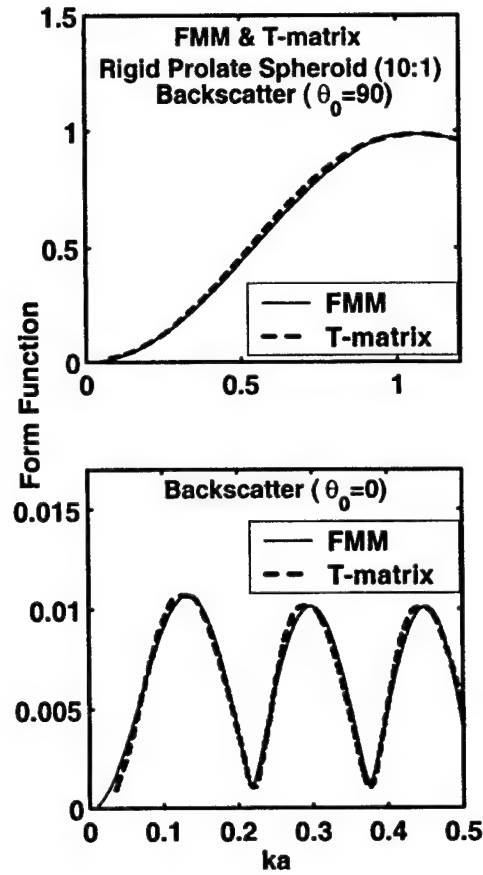 FMM & T-matrix
Rigid Prolate Spheroid (10:1)
Backscatter ( θ₀=90)
1.5
1
0.5
0
0
0.5
1
FMM
T-matrix
Form Function
Backscatter ( θ₀=0)
0.015
0.01
0.005
0
FMM
T-matrix
0
0.1
0.2
0.3
0.4
0.5
ka